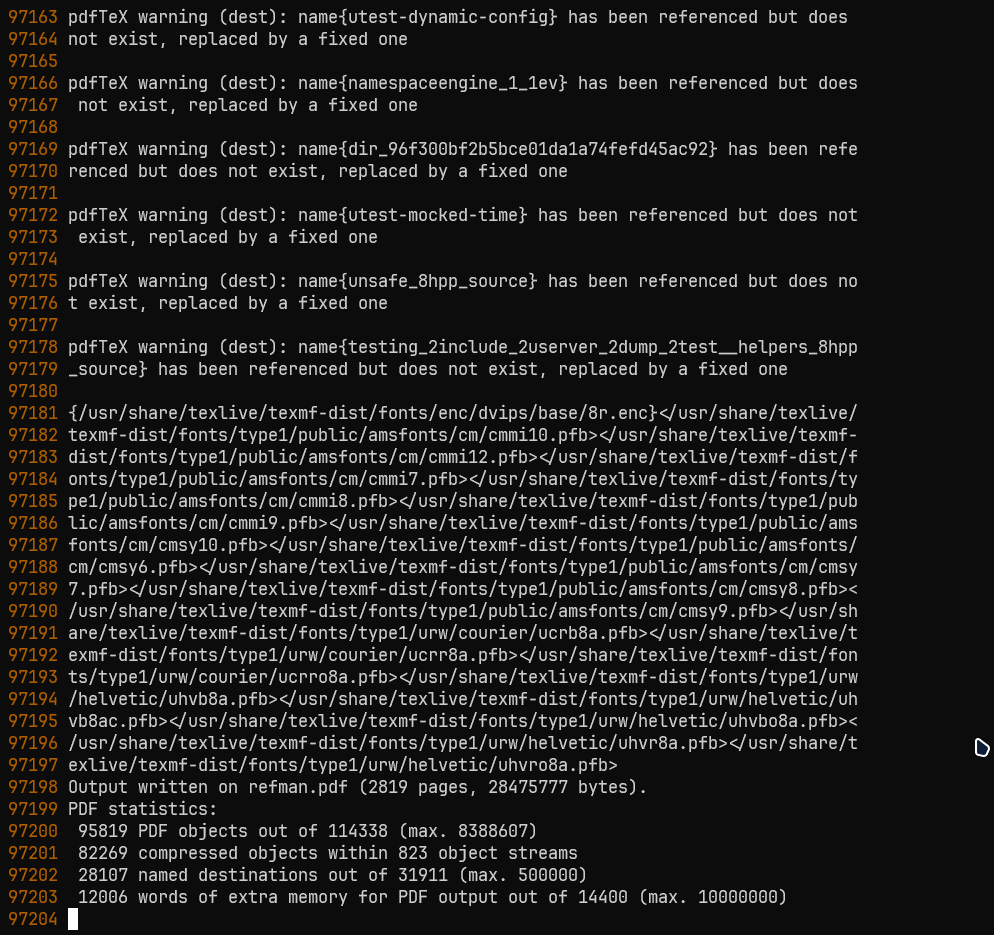 97163 pdfTeX warning (dest): name{utest-dynamic-config} has been referenced but does
97164 not exist, replaced by a fixed one
97165
97166 pdfTeX warning (dest): name{namespaceengine_1_1ev} has been referenced but does
97167  not exist, replaced by a fixed one
97168
97169 pdfTeX warning (dest): name{dir_96f300bf2b5bce01da1a74fefd45ac92} has been refe
97170 renced but does not exist, replaced by a fixed one
97171
97172 pdfTeX warning (dest): name{utest-mocked-time} has been referenced but does not
97173  exist, replaced by a fixed one
97174
97175 pdfTeX warning (dest): name{unsafe_8hpp_source} has been referenced but does no
97176 t exist, replaced by a fixed one
97177
97178 pdfTeX warning (dest): name{testing_2include_2userver_2dump_2test__helpers_8hpp
97179 _source} has been referenced but does not exist, replaced by a fixed one
97180
97181 {/usr/share/texlive/texmf-dist/fonts/enc/dvips/base/8r.enc}</usr/share/texlive/
97182 texmf-dist/fonts/type1/public/amsfonts/cm/cmmi10.pfb></usr/share/texlive/texmf-
97183 dist/fonts/type1/public/amsfonts/cm/cmmi12.pfb></usr/share/texlive/texmf-dist/f
97184 onts/type1/public/amsfonts/cm/cmmi7.pfb></usr/share/texlive/texmf-dist/fonts/ty
97185 pe1/public/amsfonts/cm/cmmi8.pfb></usr/share/texlive/texmf-dist/fonts/type1/pub
97186 lic/amsfonts/cm/cmmi9.pfb></usr/share/texlive/texmf-dist/fonts/type1/public/ams
97187 fonts/cm/cmsy10.pfb></usr/share/texlive/texmf-dist/fonts/type1/public/amsfonts/
97188 cm/cmsy6.pfb></usr/share/texlive/texmf-dist/fonts/type1/public/amsfonts/cm/cmsy
97189 7.pfb></usr/share/texlive/texmf-dist/fonts/type1/public/amsfonts/cm/cmsy8.pfb><
97190 /usr/share/texlive/texmf-dist/fonts/type1/public/amsfonts/cm/cmsy9.pfb></usr/sh
97191 are/texlive/texmf-dist/fonts/type1/urw/courier/ucrb8a.pfb></usr/share/texlive/t
97192 exmf-dist/fonts/type1/urw/courier/ucrr8a.pfb></usr/share/texlive/texmf-dist/fon
97193 ts/type1/urw/courier/ucrro8a.pfb></usr/share/texlive/texmf-dist/fonts/type1/urw
97194 /helvetic/uhvb8a.pfb></usr/share/texlive/texmf-dist/fonts/type1/urw/helvetic/uh
97195 vb8ac.pfb></usr/share/texlive/texmf-dist/fonts/type1/urw/helvetic/uhvbo8a.pfb><
97196 /usr/share/texlive/texmf-dist/fonts/type1/urw/helvetic/uhvr8a.pfb></usr/share/t
97197 exlive/texmf-dist/fonts/type1/urw/helvetic/uhvro8a.pfb>
97198 Output written on refman.pdf (2819 pages, 28475777 bytes).
97199 PDF statistics:
97200  95819 PDF objects out of 114338 (max. 8388607)
97201  82269 compressed objects within 823 object streams
97202  28107 named destinations out of 31911 (max. 500000)
97203  12006 words of extra memory for PDF output out of 14400 (max. 10000000)
97204